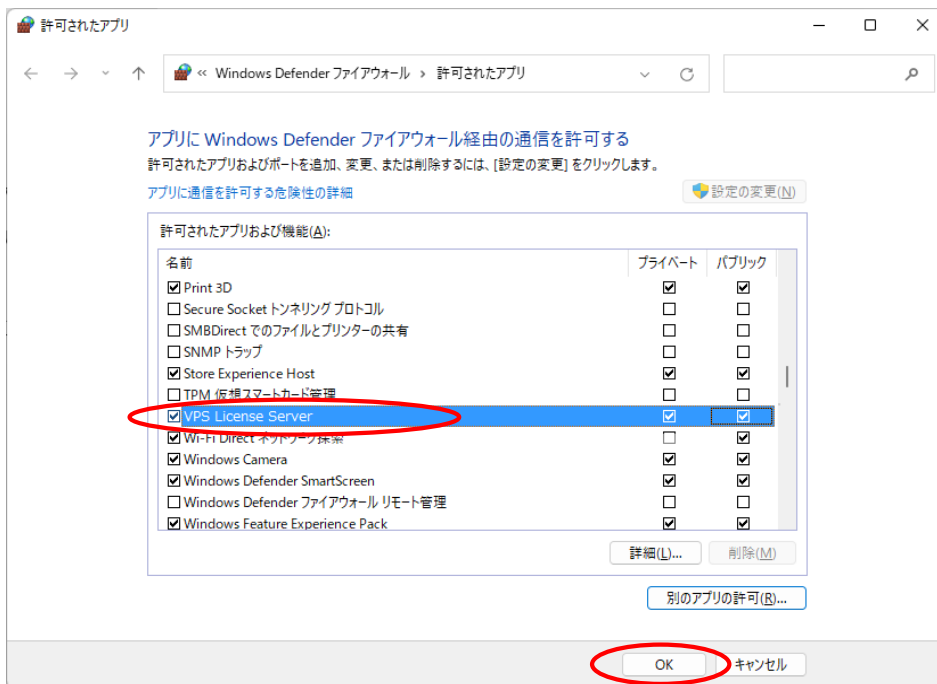 許可されたアプリ
« Windows Defender ファイアウォール › 許可されたアプリ
アプリに Windows Defender ファイアウォール経由の通信を許可する
許可されたアプリおよびポートを追加、変更、または削除するには、[設定の変更] をクリックします。
アプリに通信を許可する危険性の詳細
設定の変更(N)
許可されたアプリおよび機能(A):
名前 プライベート パブリック
Print 3D
Secure Socket トンネリング プロトコル
SMBDirect でのファイルとプリンターの共有
SNMP トラップ
Store Experience Host
TPM 仮想スマートカード管理
VPS License Server
Wi-Fi Direct ネットワーク探索
Windows Camera
Windows Defender SmartScreen
Windows Defender ファイアウォール リモート管理
Windows Feature Experience Pack
詳細(L)... 削除(M)
別のアプリの許可(R)...
OK キャンセル